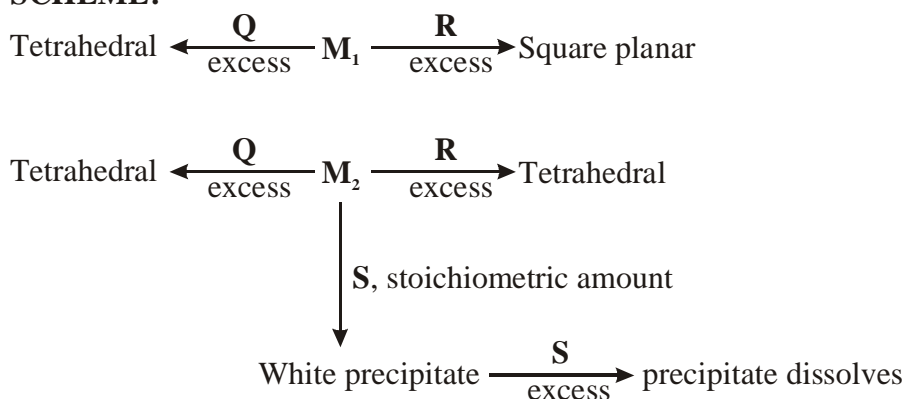 SCHEME:
Q R
Tetrahedral M₁ Square planar
excess excess
Q R
Tetrahedral M₂ Tetrahedral
excess excess
S, stoichiometric amount
S
White precipitate precipitate dissolves
excess